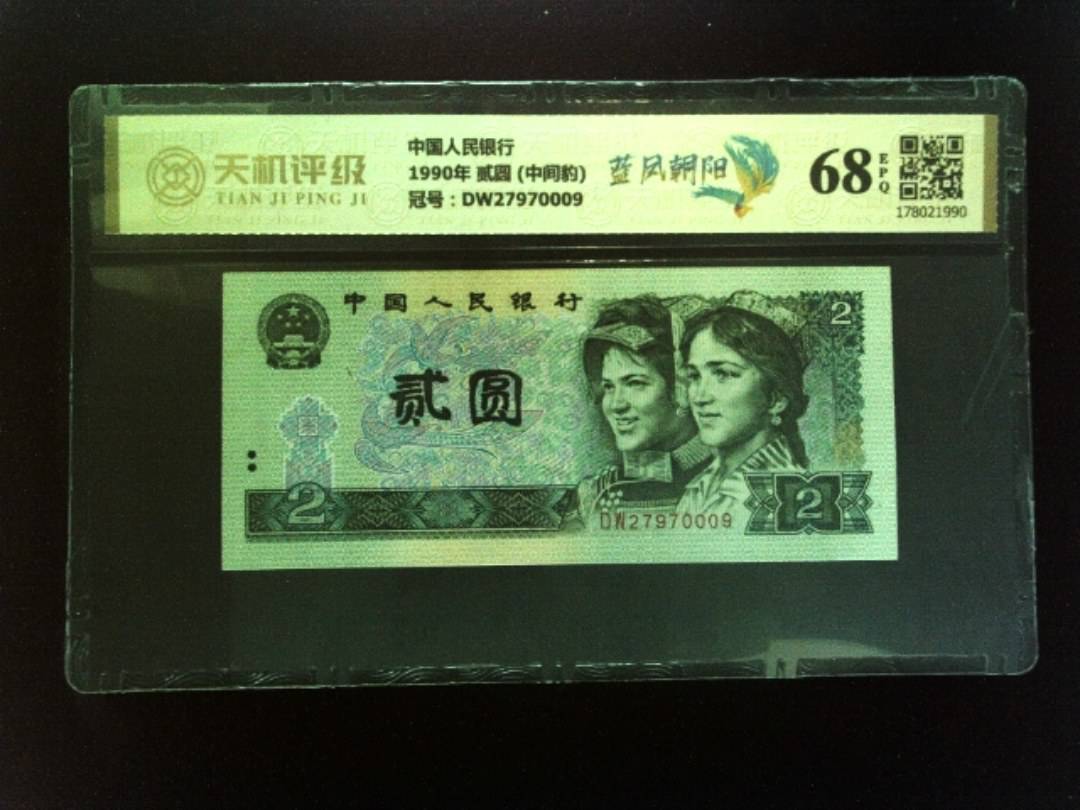 天机评级
TIAN JI PING JI
中国人民银行
1990年 贰圆 (中间豹)
冠号：DW27970009
蓝凤朝阳
68
EPQ
178021990
中国人民银行
2
贰圆
2
DW27970009
2